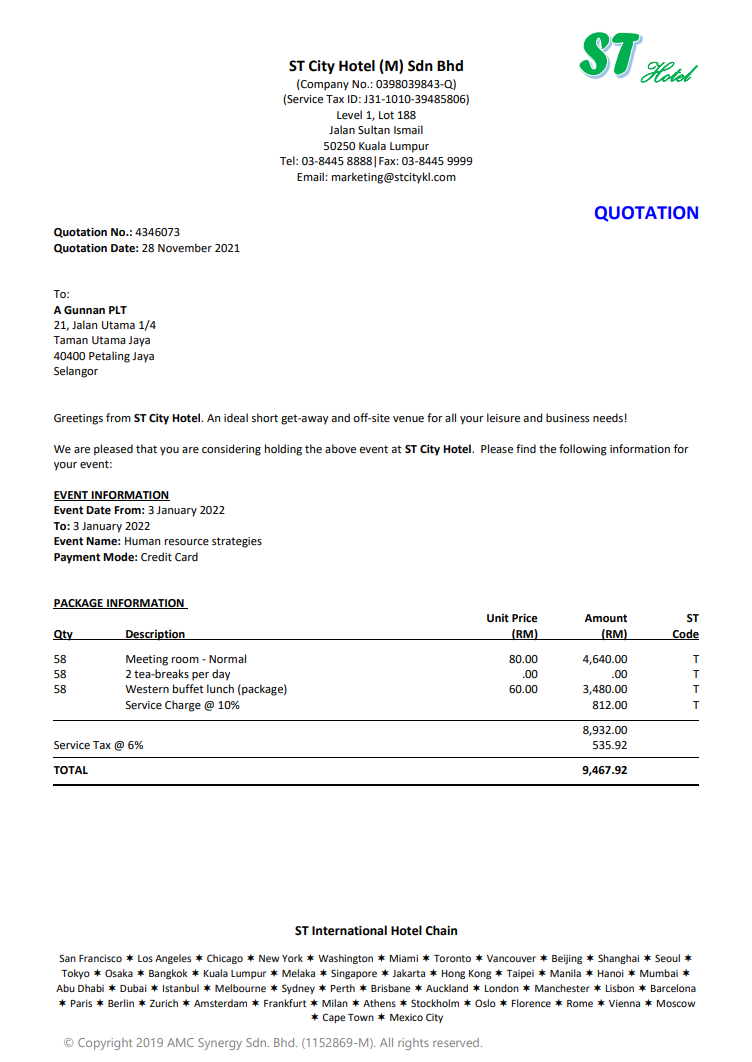 ST Hotel
ST City Hotel (M) Sdn Bhd
(Company No.: 0398039843-Q)
(Service Tax ID: J31-1010-39485806)
Level 1, Lot 188
Jalan Sultan Ismail
50250 Kuala Lumpur
Tel: 03-8445 8888|Fax: 03-8445 9999
Email: marketing@stcitykl.com
QUOTATION
Quotation No.: 4346073
Quotation Date: 28 November 2021
To:
A Gunnan PLT
21, Jalan Utama 1/4
Taman Utama Jaya
40400 Petaling Jaya
Selangor
Greetings from ST City Hotel. An ideal short get-away and off-site venue for all your leisure and business needs!
We are pleased that you are considering holding the above event at ST City Hotel. Please find the following information for
your event:
EVENT INFORMATION
Event Date From: 3 January 2022
To: 3 January 2022
Event Name: Human resource strategies
Payment Mode: Credit Card
PACKAGE INFORMATION
Unit Price Amount ST
Qty Description (RM) (RM) Code
58 Meeting room - Normal 80.00 4,640.00 T
58 2 tea-breaks per day .00 .00 T
58 Western buffet lunch (package) 60.00 3,480.00 T
Service Charge @ 10% 812.00 T
8,932.00
Service Tax @ 6% 535.92
TOTAL 9,467.92
ST International Hotel Chain
San Francisco ✶ Los Angeles ✶ Chicago ✶ New York ✶ Washington ✶ Miami ✶ Toronto ✶ Vancouver ✶ Beijing ✶ Shanghai ✶ Seoul ✶
Tokyo ✶ Osaka ✶ Bangkok ✶ Kuala Lumpur ✶ Melaka ✶ Singapore ✶ Jakarta ✶ Hong Kong ✶ Taipei ✶ Manila ✶ Hanoi ✶ Mumbai ✶
Abu Dhabi ✶ Dubai ✶ Istanbul ✶ Melbourne ✶ Sydney ✶ Perth ✶ Brisbane ✶ Auckland ✶ London ✶ Manchester ✶ Lisbon ✶ Barcelona
✶ Paris ✶ Berlin ✶ Zurich ✶ Amsterdam ✶ Frankfurt ✶ Milan ✶ Athens ✶ Stockholm ✶ Oslo ✶ Florence ✶ Rome ✶ Vienna ✶ Moscow
✶ Cape Town ✶ Mexico City
© Copyright 2019 AMC Synergy Sdn. Bhd. (1152869-M). All rights reserved.